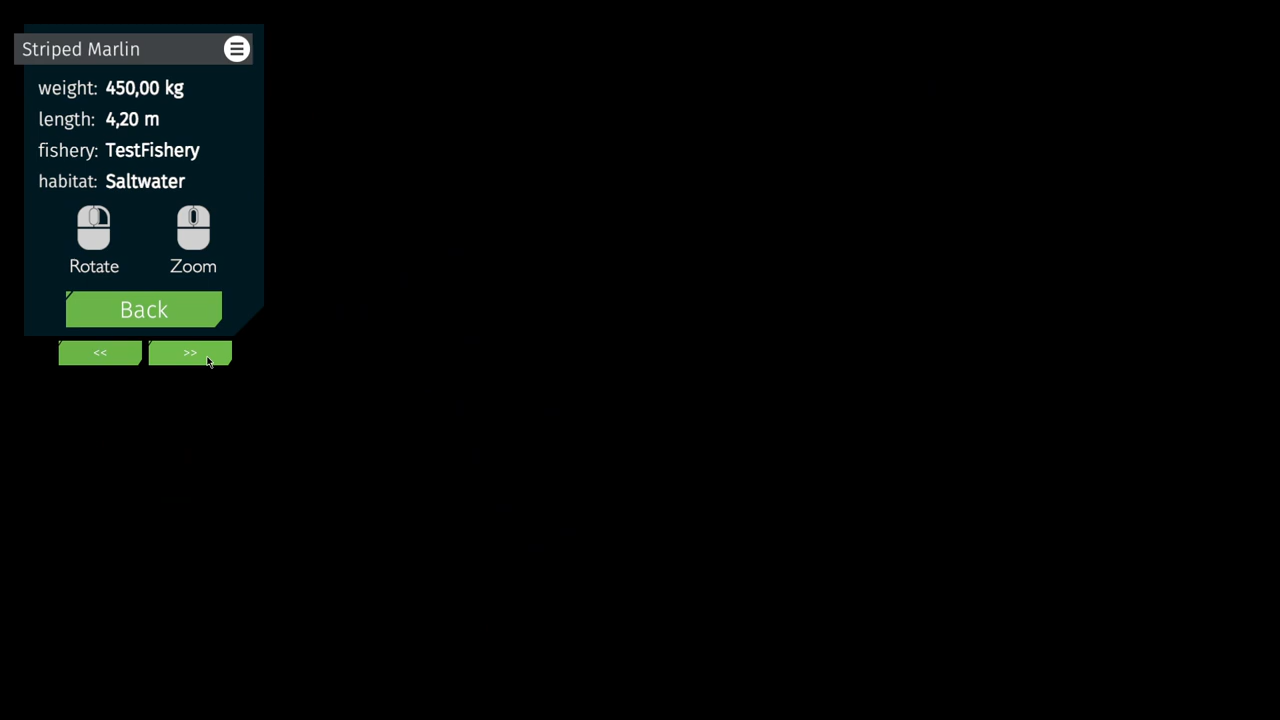 Striped Marlin
weight: 450,00 kg
length: 4,20 m
fishery: TestFishery
habitat: Saltwater
Rotate Zoom
Back
<< >>